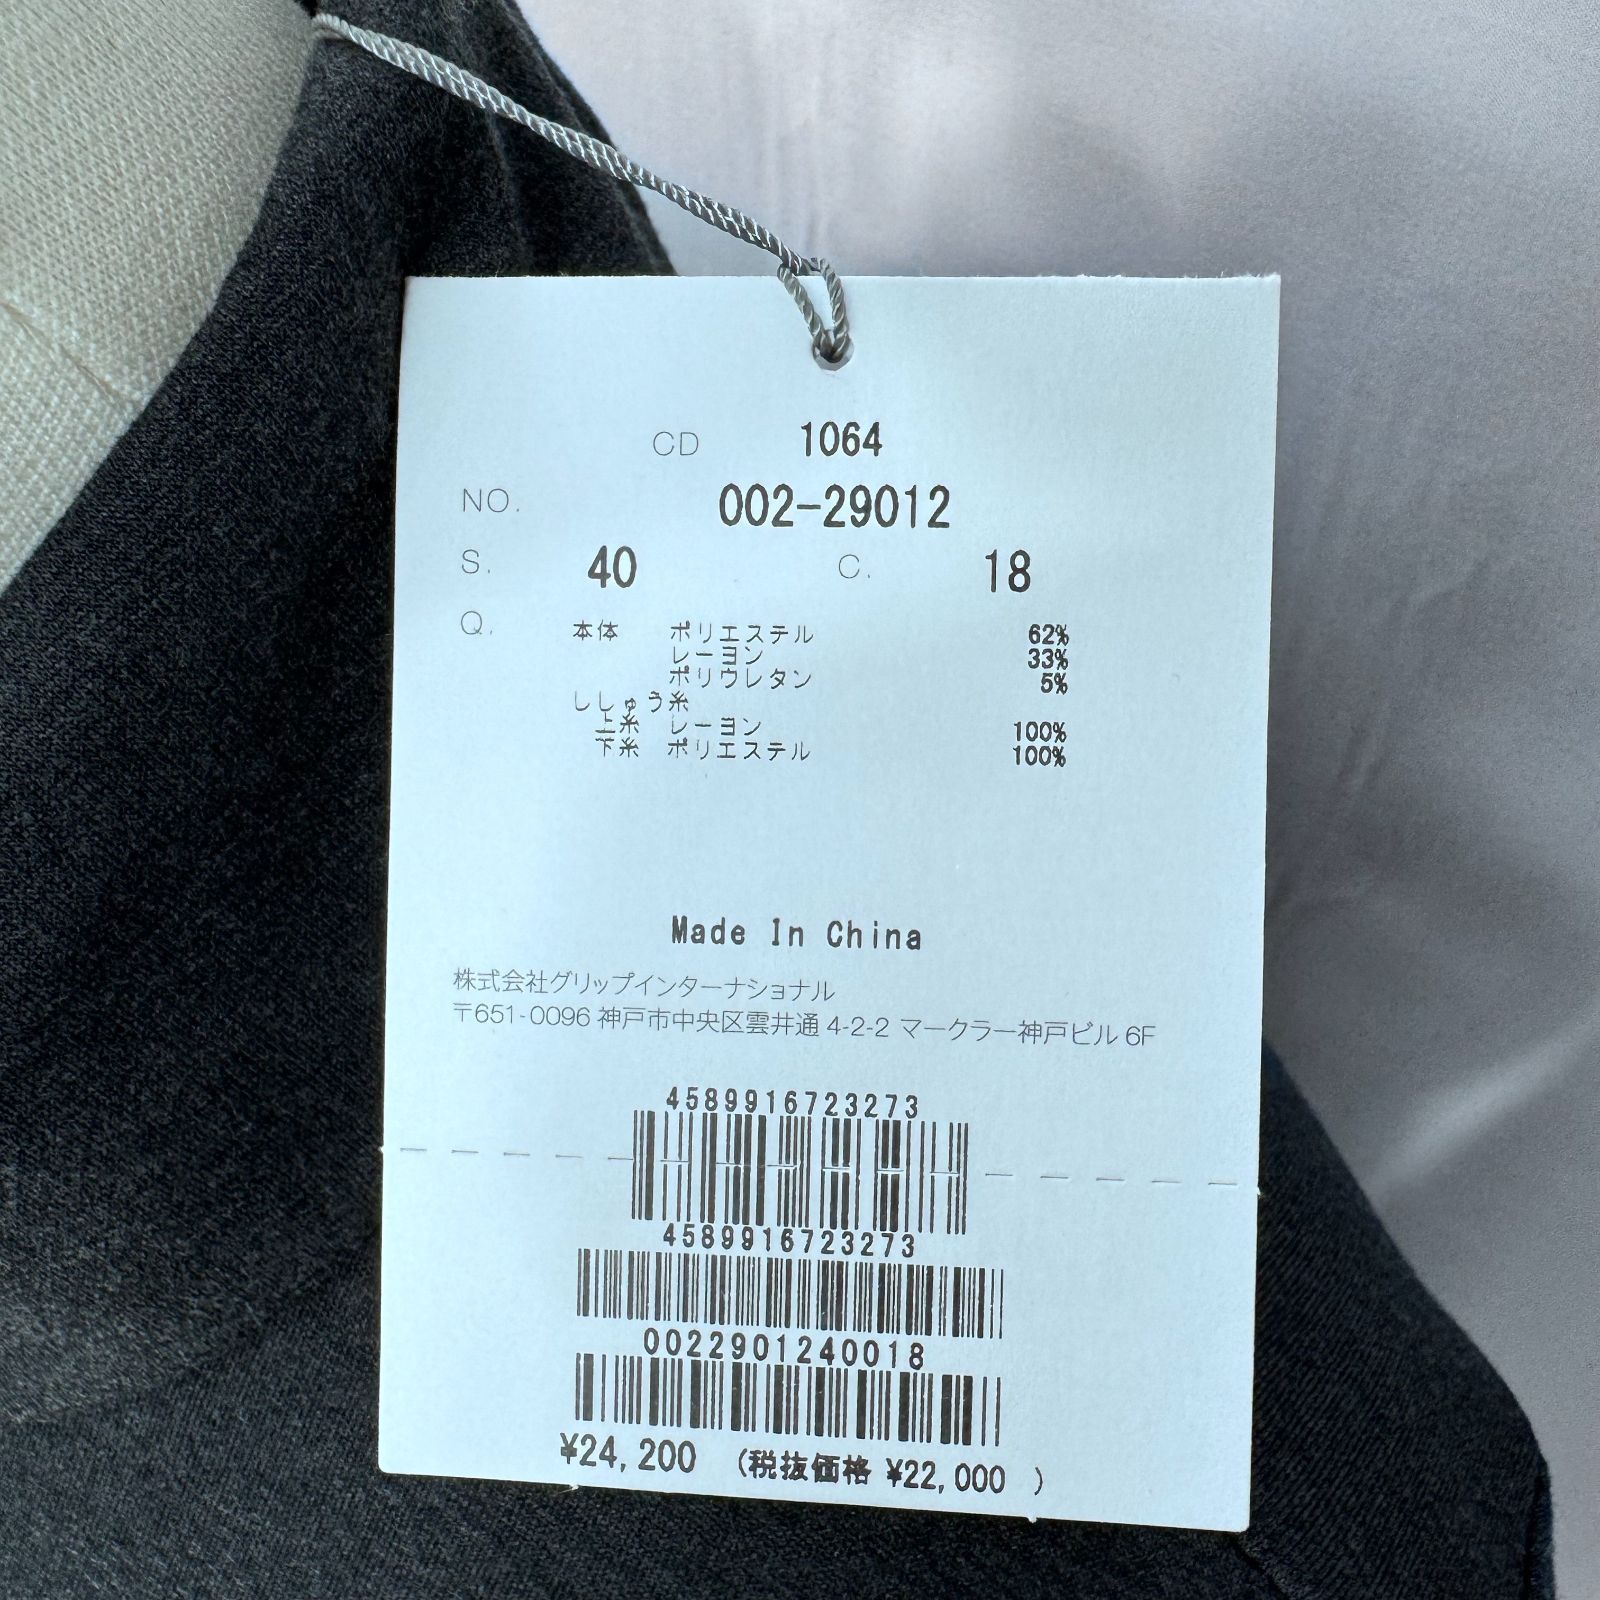 CD 1064
NO. 002-29012
S. 40 C. 18
Q. 本体 ポリエステル 62%
レーヨン 33%
ポリウレタン 5%
ししゅう糸
上糸 レーヨン 100%
下糸 ポリエステル 100%
Made In China
株式会社グリップインターナショナル
〒651-0096 神戸市中央区雲井通 4-2-2 マークラー神戸ビル 6F
4589916723273
4589916723273
0022901240018
¥24,200 (税抜価格 ¥22,000 )